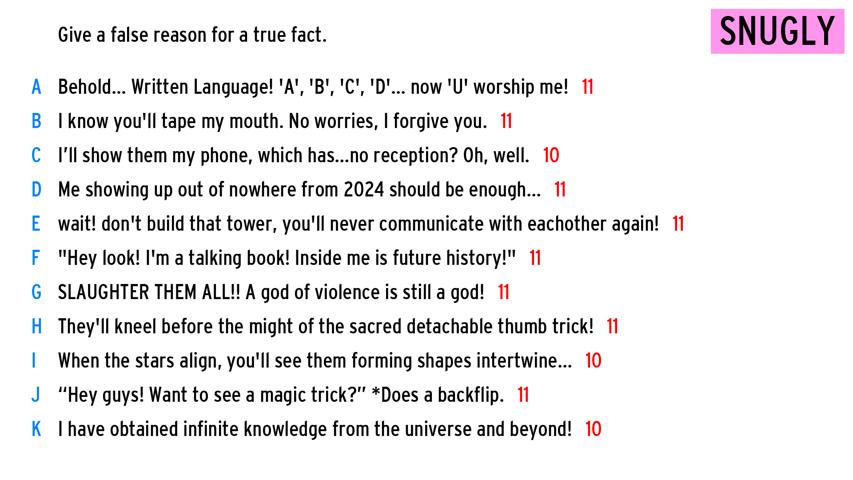 Give a false reason for a true fact.
SNUGLY
A Behold... Written Language! 'A', 'B', 'C', 'D'... now 'U' worship me! 11
B I know you'll tape my mouth. No worries, I forgive you. 11
C I’ll show them my phone, which has...no reception? Oh, well. 10
D Me showing up out of nowhere from 2024 should be enough... 11
E wait! don't build that tower, you'll never communicate with eachother again! 11
F "Hey look! I'm a talking book! Inside me is future history!" 11
G SLAUGHTER THEM ALL!! A god of violence is still a god! 11
H They'll kneel before the might of the sacred detachable thumb trick! 11
I When the stars align, you'll see them forming shapes intertwine... 10
J “Hey guys! Want to see a magic trick?” *Does a backflip. 11
K I have obtained infinite knowledge from the universe and beyond! 10